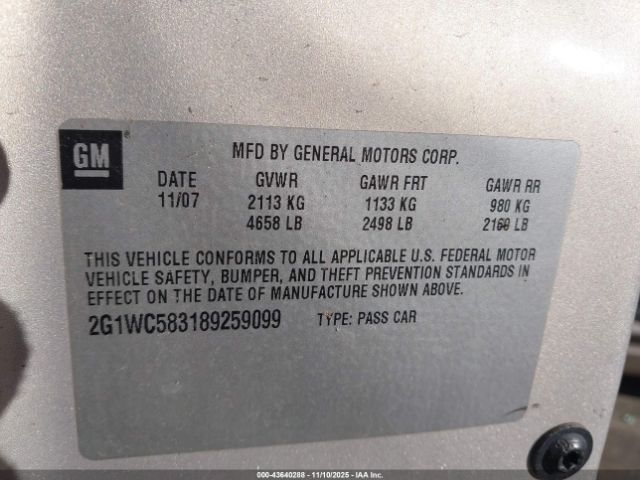 GM
MFD BY GENERAL MOTORS CORP.
DATE GVWR GAWR FRT GAWR RR
11/07 2113 KG 1133 KG 980 KG
4658 LB 2498 LB 2160 LB
THIS VEHICLE CONFORMS TO ALL APPLICABLE U.S. FEDERAL MOTOR
VEHICLE SAFETY, BUMPER, AND THEFT PREVENTION STANDARDS IN
EFFECT ON THE DATE OF MANUFACTURE SHOWN ABOVE.
2G1WC583189259099 TYPE: PASS CAR
000-43640288 — 11/10/2025 — IAA Inc.